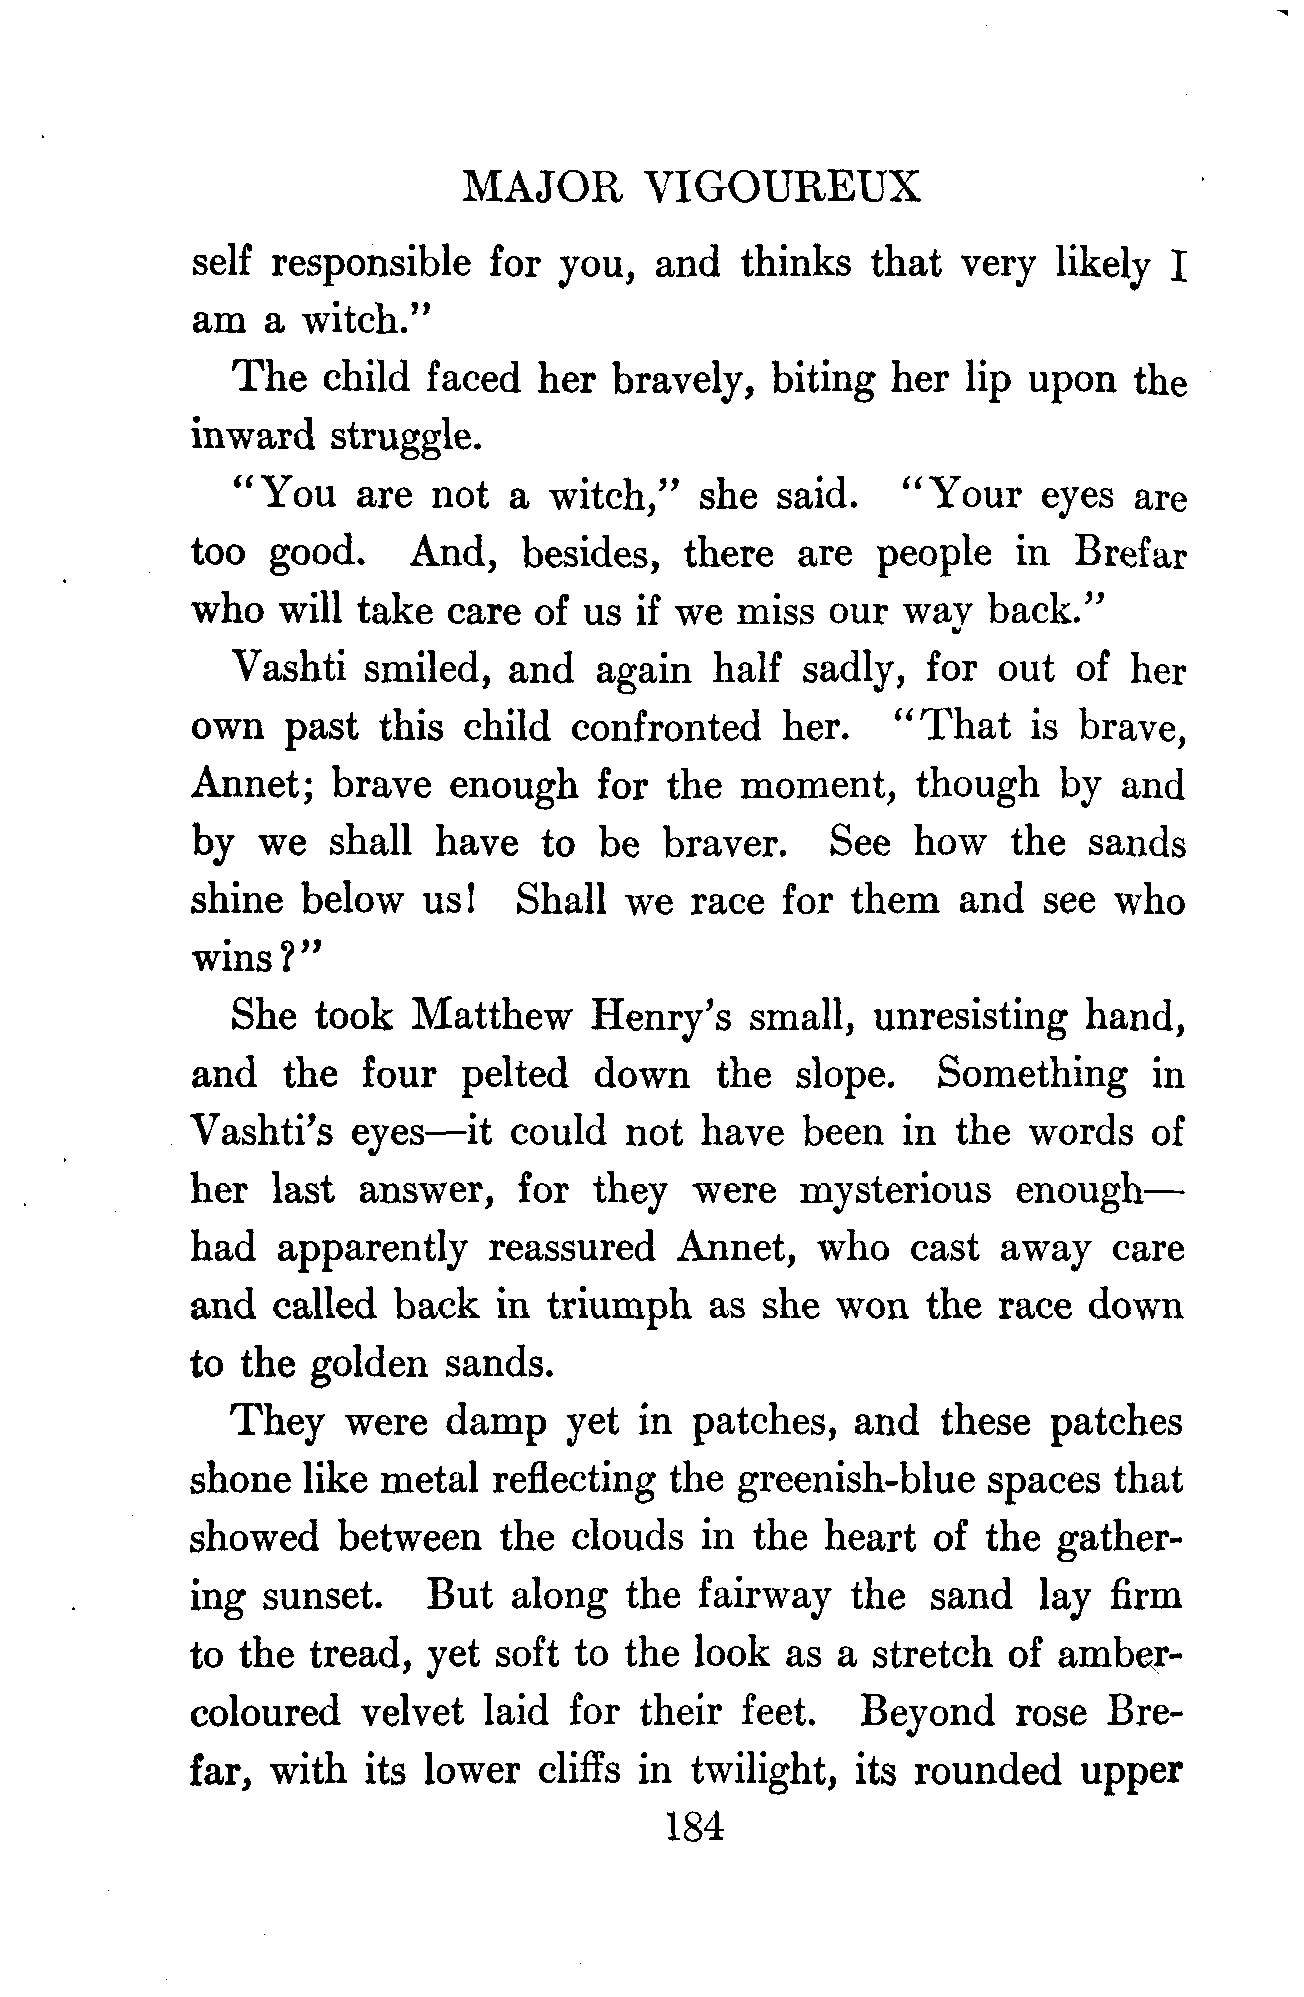 MAJOR VIGOUREUX
self responsible for you, and thinks that very likely I
am a witch."
The child faced her bravely, biting her lip upon the
inward struggle.
"You are not a witch," she said. "Your eyes are
too good. And, besides, there are people in Brefar
who will take care of us if we miss our way back."
Vashti smiled, and again half sadly, for out of her
own past this child confronted her. "That is brave,
Annet; brave enough for the moment, though by and
by we shall have to be braver. See how the sands
shine below us! Shall we race for them and see who
wins?"
She took Matthew Henry's small, unresisting hand,
and the four pelted down the slope. Something in
Vashti's eyes—it could not have been in the words of
her last answer, for they were mysterious enough—
had apparently reassured Annet, who cast away care
and called back in triumph as she won the race down
to the golden sands.
They were damp yet in patches, and these patches
shone like metal reflecting the greenish-blue spaces that
showed between the clouds in the heart of the gather-
ing sunset. But along the fairway the sand lay firm
to the tread, yet soft to the look as a stretch of amber-
coloured velvet laid for their feet. Beyond rose Bre-
far, with its lower cliffs in twilight, its rounded upper
184